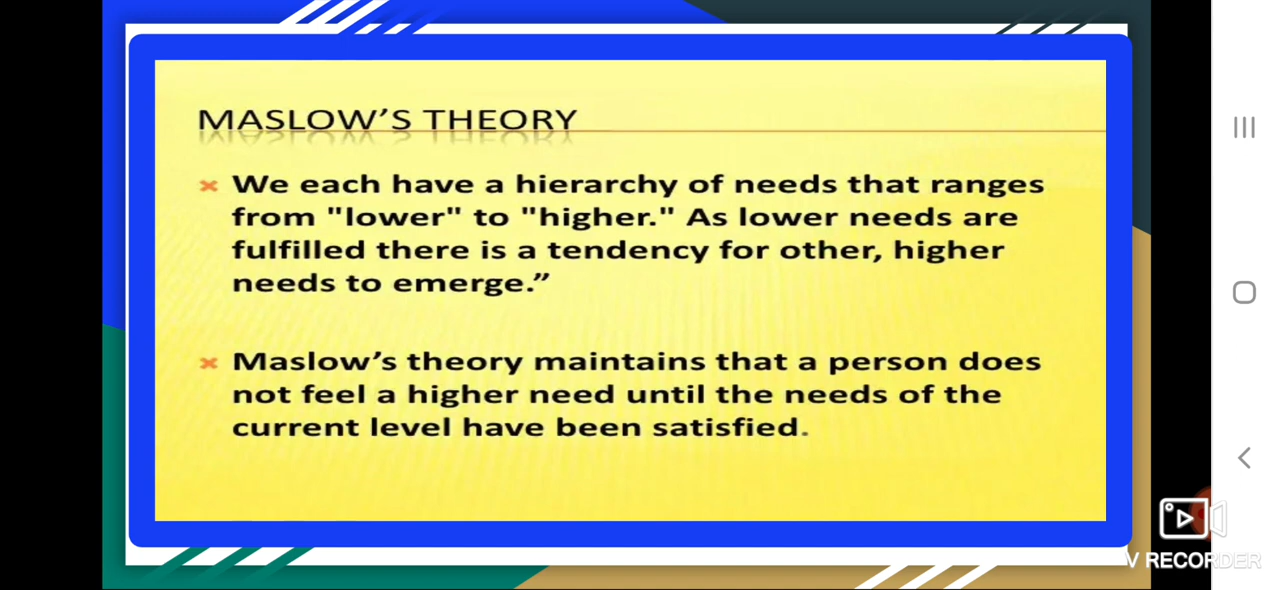 MASLOW’S THEORY
We each have a hierarchy of needs that ranges
from "lower" to "higher." As lower needs are
fulfilled there is a tendency for other, higher
needs to emerge.”
Maslow’s theory maintains that a person does
not feel a higher need until the needs of the
current level have been satisfied.
V RECORDER